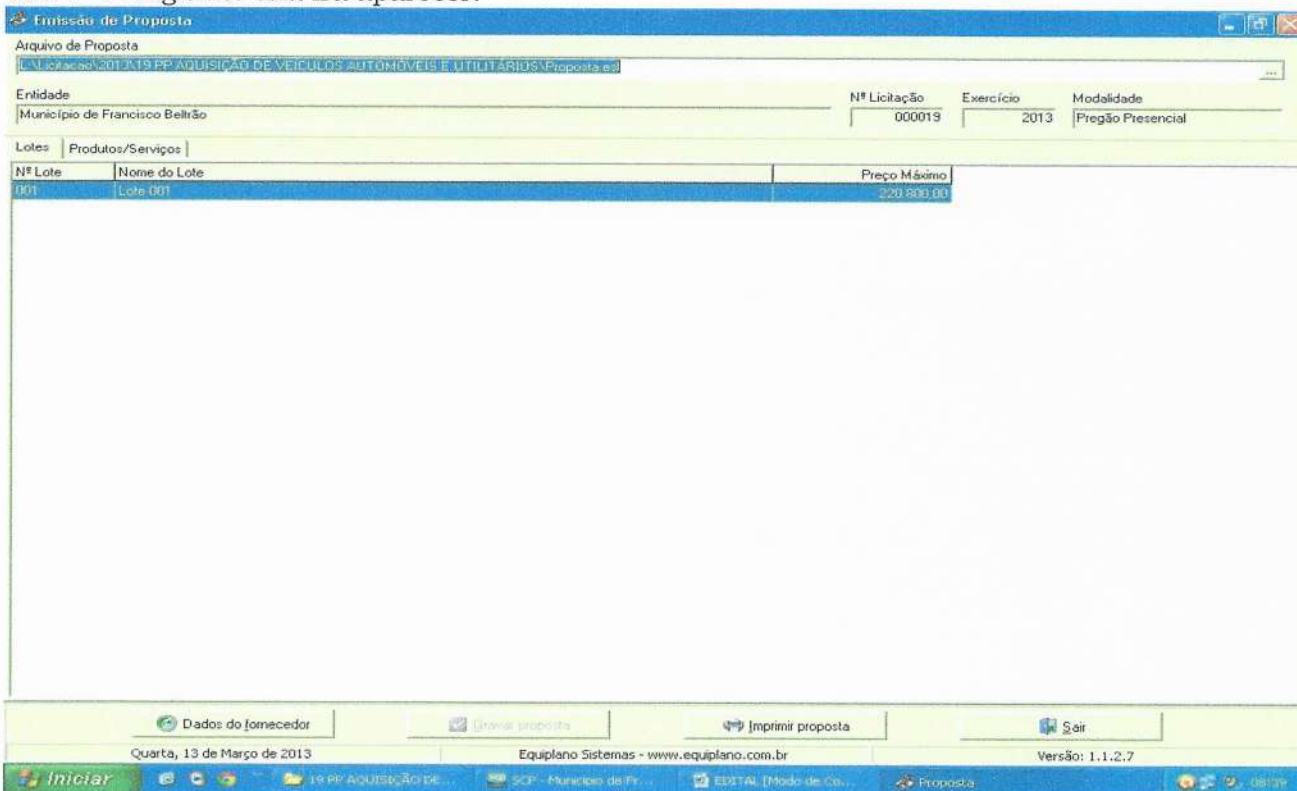 Emissão de Proposta
Arquivo de Proposta
L:\Licitacao\2013\19 PP AQUISIÇÃO DE VEICULOS AUTOMÓVEIS E UTILITÁRIOS\Proposta.esl
...
Entidade Nº Licitação Exercício Modalidade
Município de Francisco Beltrão 000019 2013 Pregão Presencial
Lotes Produtos/Serviços
Nº Lote Nome do Lote Preço Máximo
001 Lote 001 220.800,00
Dados do fornecedor Gravar proposta Imprimir proposta Sair
Quarta, 13 de Março de 2013 Equiplano Sistemas - www.equiplano.com.br Versão: 1.1.2.7
Iniciar 19 PP AQUISIÇÃO DE... SCP - Municipio de Fr... EDITAL [Modo de Co... Proposta 08:39